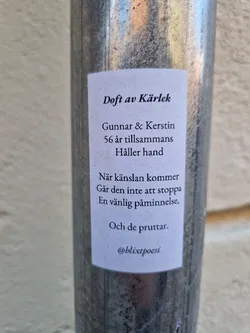 Doft av Kärlek
Gunnar & Kerstin
56 år tillsammans
Håller hand
När känslan kommer
Går den inte att stoppa
En vänlig påminnelse,
Och de pruttar.
@blixtpoesi